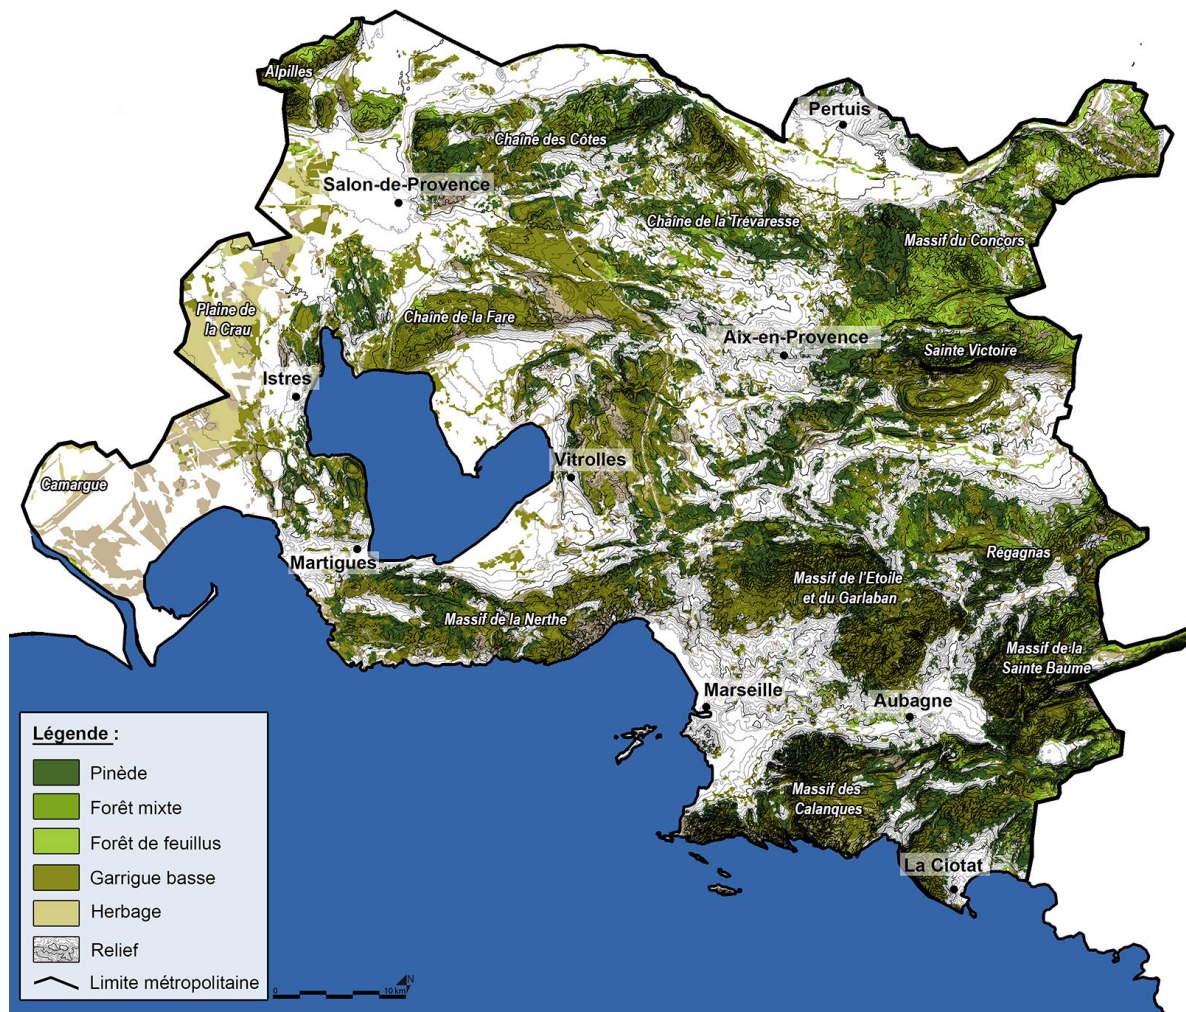 Alpilles
Pertuis
Chaîne des Côtes
Salon-de-Provence
Chaîne de la Trévaresse
Massif du Concors
Plaine de
la Crau
Chaîne de la Fare
Aix-en-Provence
Sainte Victoire
Istres
Vitrolles
Camargue
Martigues
Régagnas
Massif de l'Etoile
et du Garlaban
Massif de la Nerthe
Massif de la
Sainte Baume
Marseille
Aubagne
Massif des
Calanques
La Ciotat
Légende :
Pinède
Forêt mixte
Forêt de feuillus
Garrigue basse
Herbage
Relief
Limite métropolitaine
N
0 10 km